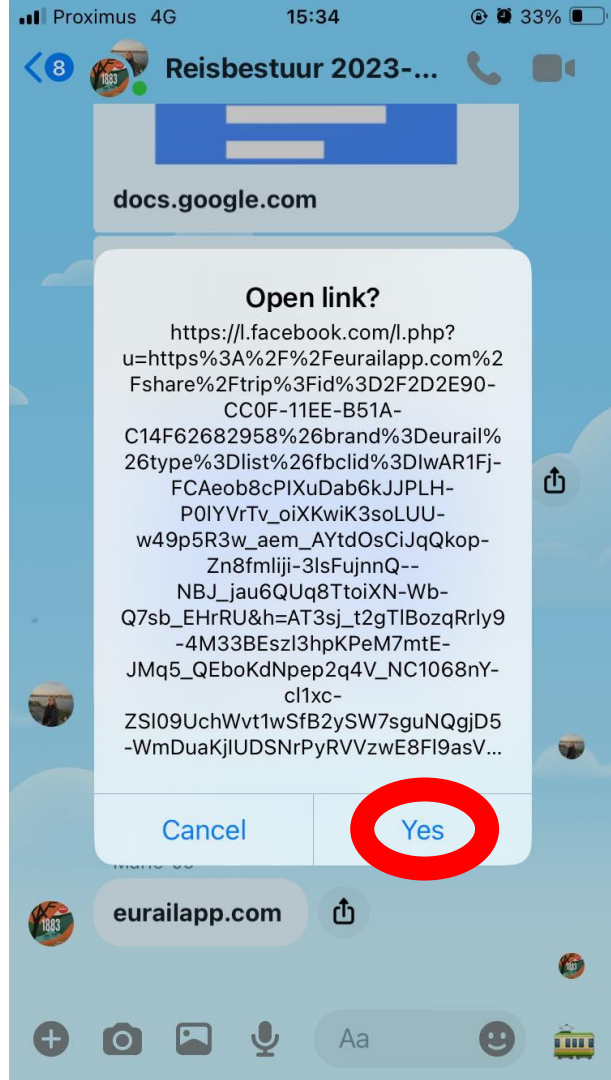 Proximus 4G 15:34 33%
8 Reisbestuur 2023-...
docs.google.com
Open link?
https://l.facebook.com/l.php?
u=https%3A%2F%2Feurailapp.com%2
Fshare%2Ftrip%3Fid%3D2F2D2E90-
CC0F-11EE-B51A-
C14F62682958%26brand%3Deurail%
26type%3Dlist%26fbclid%3DIwAR1Fj-
FCAeob8cPIXuDab6kJJPLH-
P0lYVrTv_oiXKwiK3soLUU-
w49p5R3w_aem_AYtdOsCiJqQkop-
Zn8fmliji-3lsFujnnQ--
NBJ_jau6QUq8TtoiXN-Wb-
Q7sb_EHrRU&h=AT3sj_t2gTlBozqRrly9
-4M33BEszl3hpKPeM7mtE-
JMq5_QEboKdNpep2q4V_NC1068nY-
cl1xc-
ZSl09UchWvt1wSfB2ySW7sguNQgjD5
-WmDuaKjlUDSNrPyRVVzwE8Fl9asV...
Cancel Yes
eurailapp.com
1883
Aa